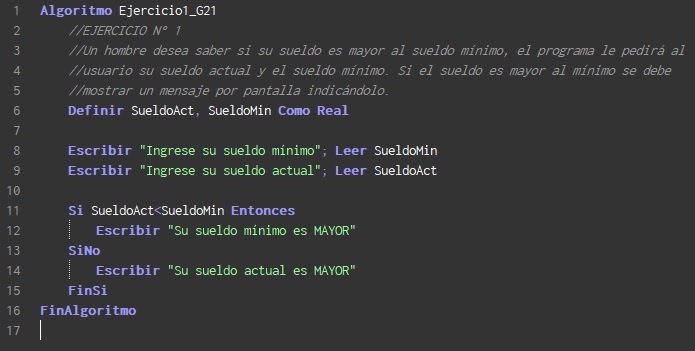 1 Algoritmo Ejercicio1_G21
2 //EJERCICIO Nº 1
3 //Un hombre desea saber si su sueldo es mayor al sueldo mínimo, el programa le pedirá al
4 //usuario su sueldo actual y el sueldo mínimo. Si el sueldo es mayor al mínimo se debe
5 //mostrar un mensaje por pantalla indicándolo.
6 Definir SueldoAct, SueldoMin Como Real
7
8 Escribir "Ingrese su sueldo mínimo"; Leer SueldoMin
9 Escribir "Ingrese su sueldo actual"; Leer SueldoAct
10
11 Si SueldoAct<SueldoMin Entonces
12 Escribir "Su sueldo mínimo es MAYOR"
13 SiNo
14 Escribir "Su sueldo actual es MAYOR"
15 FinSi
16 FinAlgoritmo
17